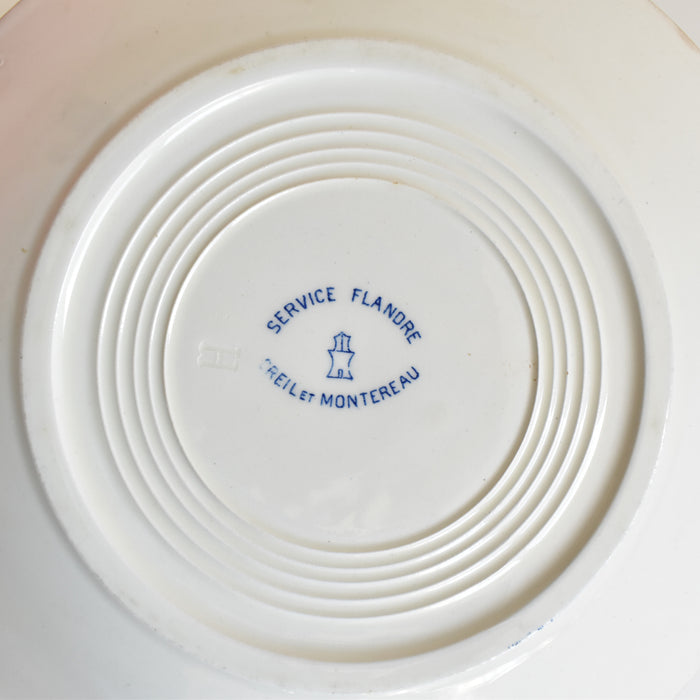 SERVICE FLANDRE
CREIL ET MONTEREAU
H